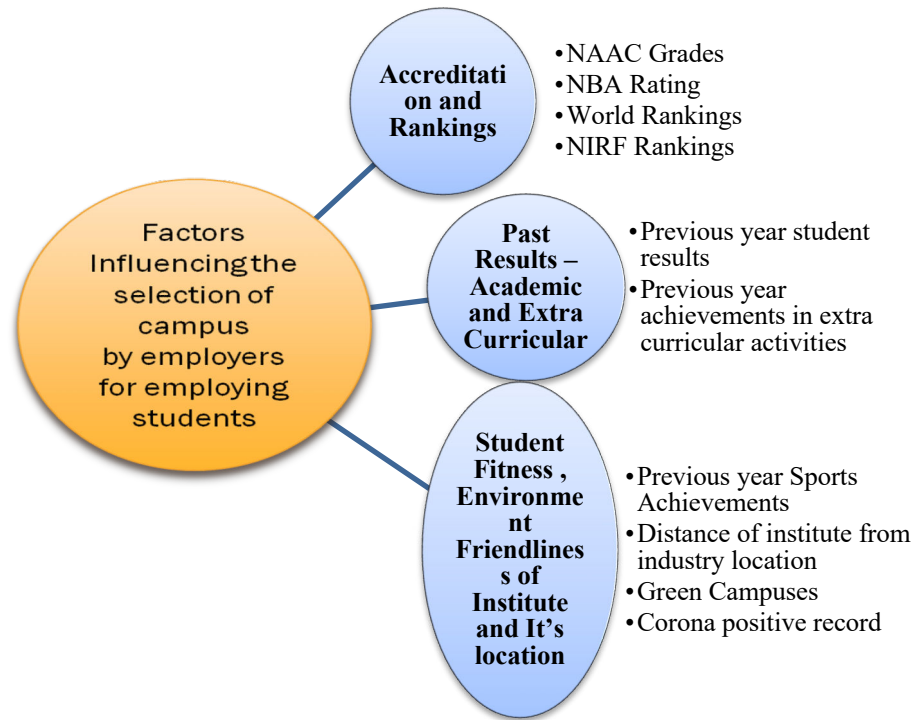 Factors
Influencing the
selection of
campus
by employers
for employing
students
Accreditati
on and
Rankings
•NAAC Grades
•NBA Rating
•World Rankings
•NIRF Rankings
Past
Results –
Academic
and Extra
Curricular
•Previous year student
results
•Previous year
achievements in extra
curricular activities
Student
Fitness ,
Environme
nt
Friendlines
s of
Institute
and It’s
location
•Previous year Sports
Achievements
•Distance of institute from
industry location
•Green Campuses
•Corona positive record